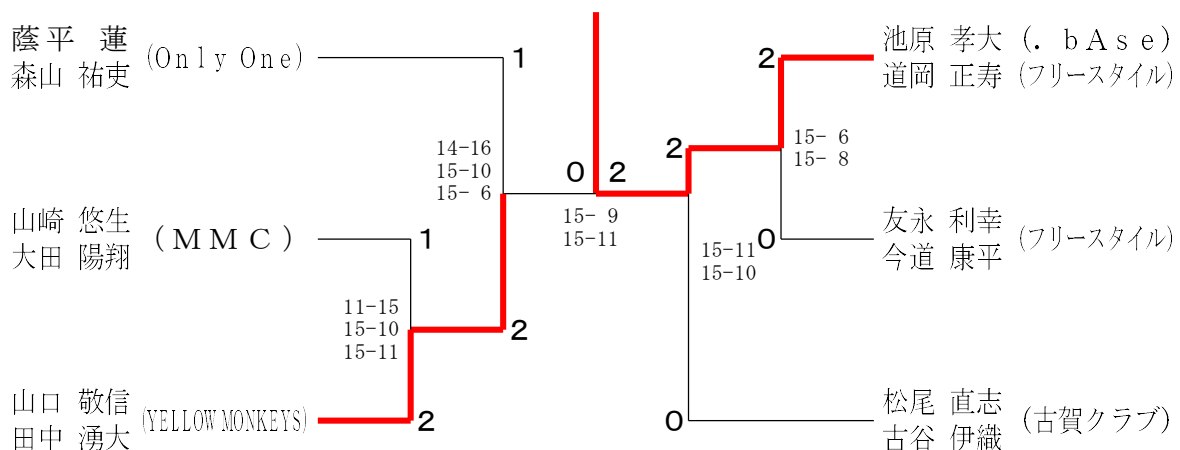 蔭平 蓮
森山 祐吏
(Only One)
1
14-16
15-10
15- 6
山崎 悠生
大田 陽翔
(MMC)
1
11-15
15-10
15-11
2
山口 敬信
田中 湧大
(YELLOW MONKEYS)
2
0 2
15- 9
15-11
池原 孝大 (. bAse)
道岡 正寿 (フリースタイル)
2
15- 6
15- 8
2
友永 利幸
今道 康平
(フリースタイル)
0
15-11
15-10
松尾 直志
古谷 伊織
(古賀クラブ)
0